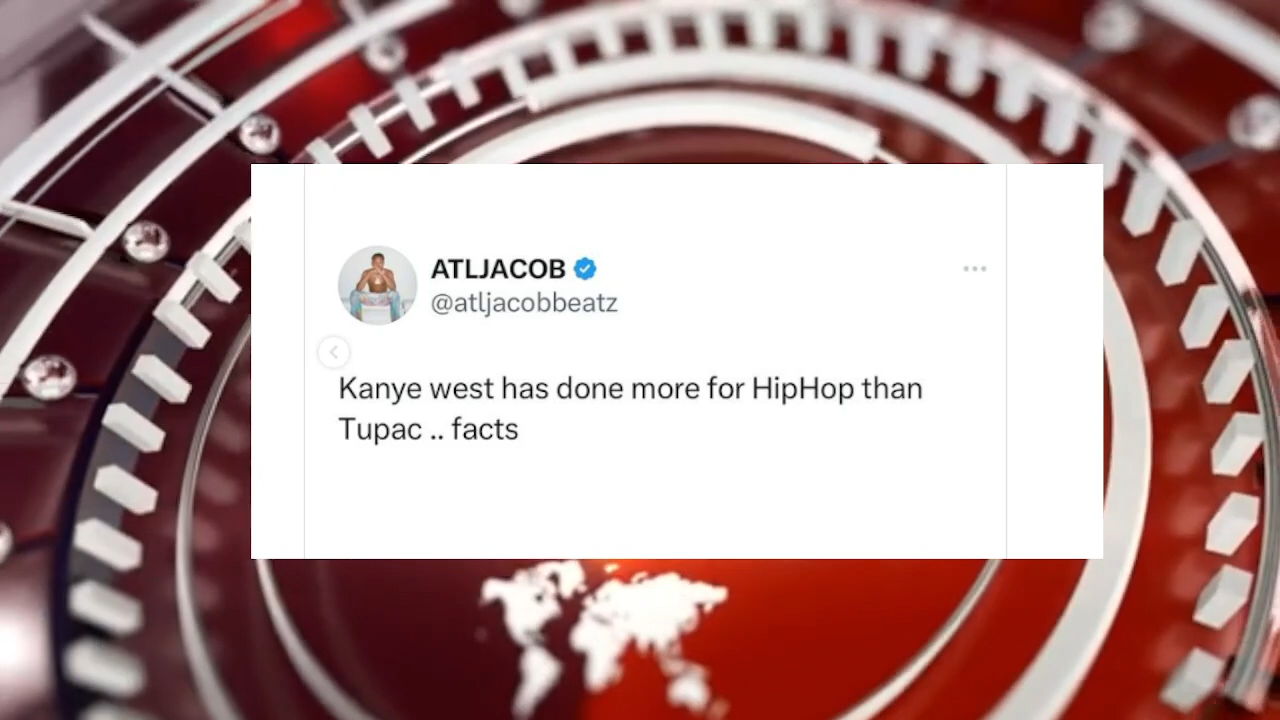 ATLJACOB
@atljacobbeatz
Kanye west has done more for HipHop than
Tupac .. facts